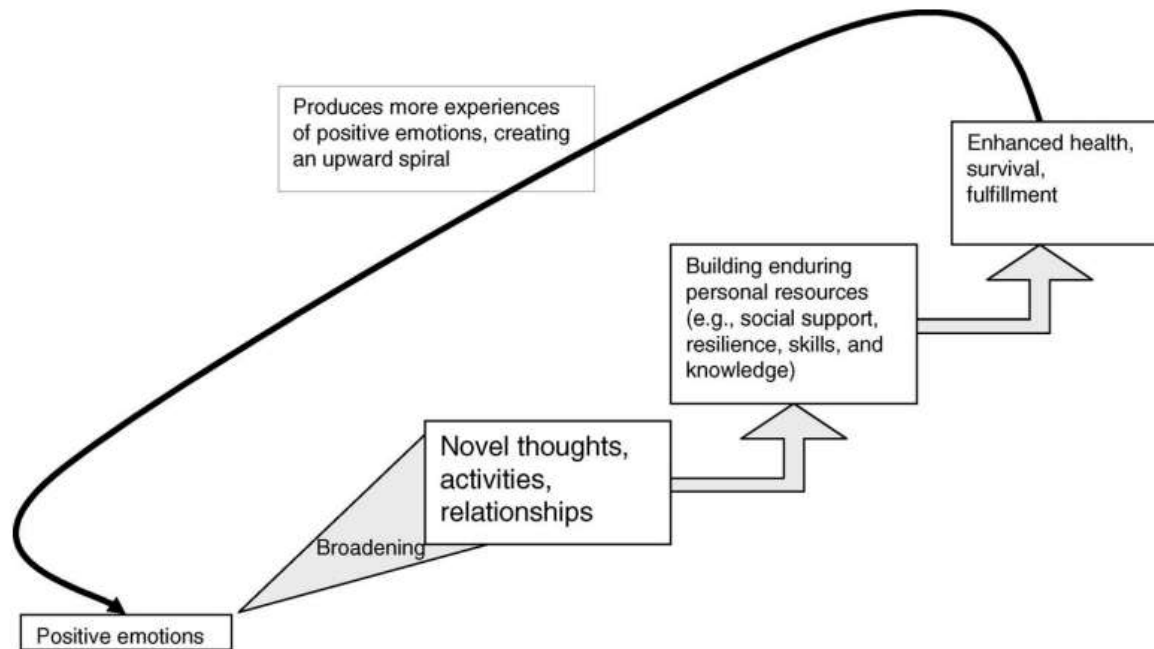 Produces more experiences
of positive emotions, creating
an upward spiral
Enhanced health,
survival,
fulfillment
Building enduring
personal resources
(e.g., social support,
resilience, skills, and
knowledge)
Novel thoughts,
activities,
relationships
Broadening
Positive emotions